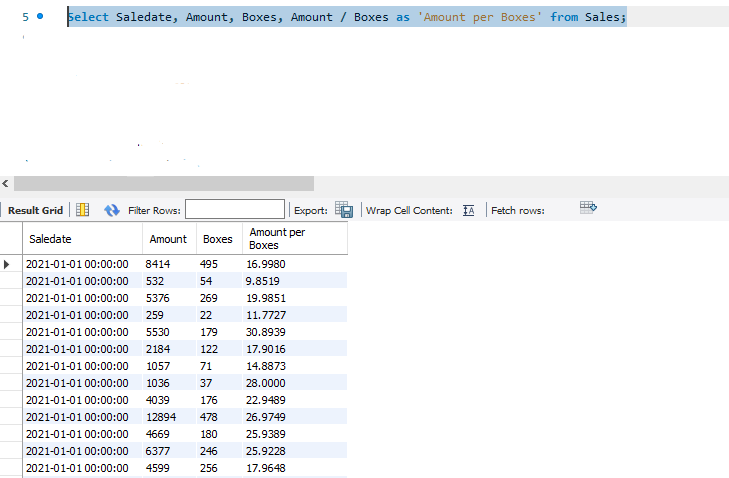 5 Select Saledate, Amount, Boxes, Amount / Boxes as 'Amount per Boxes' from Sales;
Result Grid Filter Rows: Export: Wrap Cell Content: Fetch rows:
Saledate Amount Boxes Amount per Boxes
2021-01-01 00:00:00 8414 495 16.9980
2021-01-01 00:00:00 532 54 9.8519
2021-01-01 00:00:00 5376 269 19.9851
2021-01-01 00:00:00 259 22 11.7727
2021-01-01 00:00:00 5530 179 30.8939
2021-01-01 00:00:00 2184 122 17.9016
2021-01-01 00:00:00 1057 71 14.8873
2021-01-01 00:00:00 1036 37 28.0000
2021-01-01 00:00:00 4039 176 22.9489
2021-01-01 00:00:00 12894 478 26.9749
2021-01-01 00:00:00 4669 180 25.9389
2021-01-01 00:00:00 6377 246 25.9228
2021-01-01 00:00:00 4599 256 17.9648